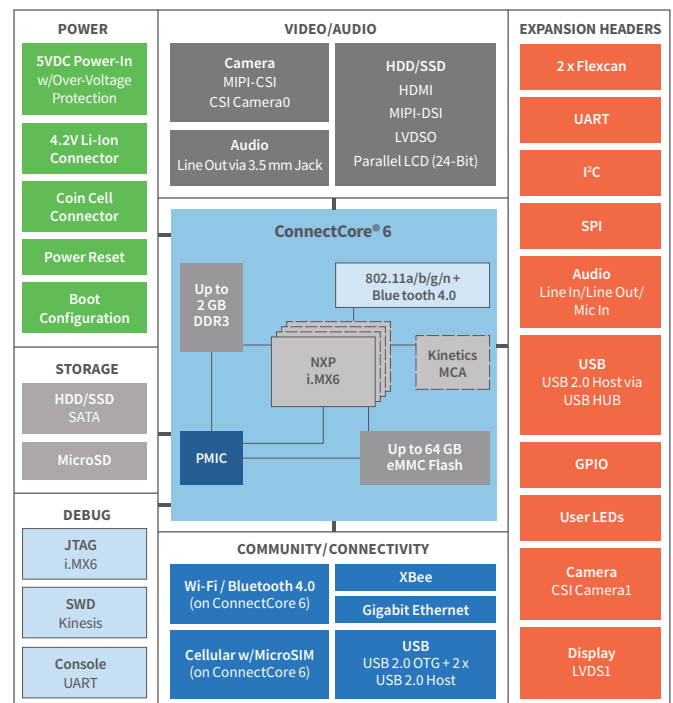 POWER
5VDC Power-In
w/Over-Voltage
Protection
4.2V Li-Ion
Connector
Coin Cell
Connector
Power Reset
Boot
Configuration
STORAGE
HDD/SSD
SATA
MicroSD
DEBUG
JTAG
i.MX6
SWD
Kinesis
Console
UART
VIDEO/AUDIO
Camera
MIPI-CSI
CSI Camera0
Audio
Line Out via 3.5 mm Jack
HDD/SSD
HDMI
MIPI-DSI
LVDSO
Parallel LCD (24-Bit)
ConnectCore® 6
Up to
2 GB
DDR3
802.11a/b/g/n +
Blue tooth 4.0
NXP
i.MX6
Kinetics
MCA
PMIC
Up to 64 GB
eMMC Flash
COMMUNITY/CONNECTIVITY
Wi-Fi / Bluetooth 4.0
(on ConnectCore 6)
XBee
Gigabit Ethernet
Cellular w/MicroSIM
(on ConnectCore 6)
USB
USB 2.0 OTG + 2 x
USB 2.0 Host
EXPANSION HEADERS
2 x Flexcan
UART
I²C
SPI
Audio
Line In/Line Out/
Mic In
USB
USB 2.0 Host via
USB HUB
GPIO
User LEDs
Camera
CSI Camera1
Display
LVDS1